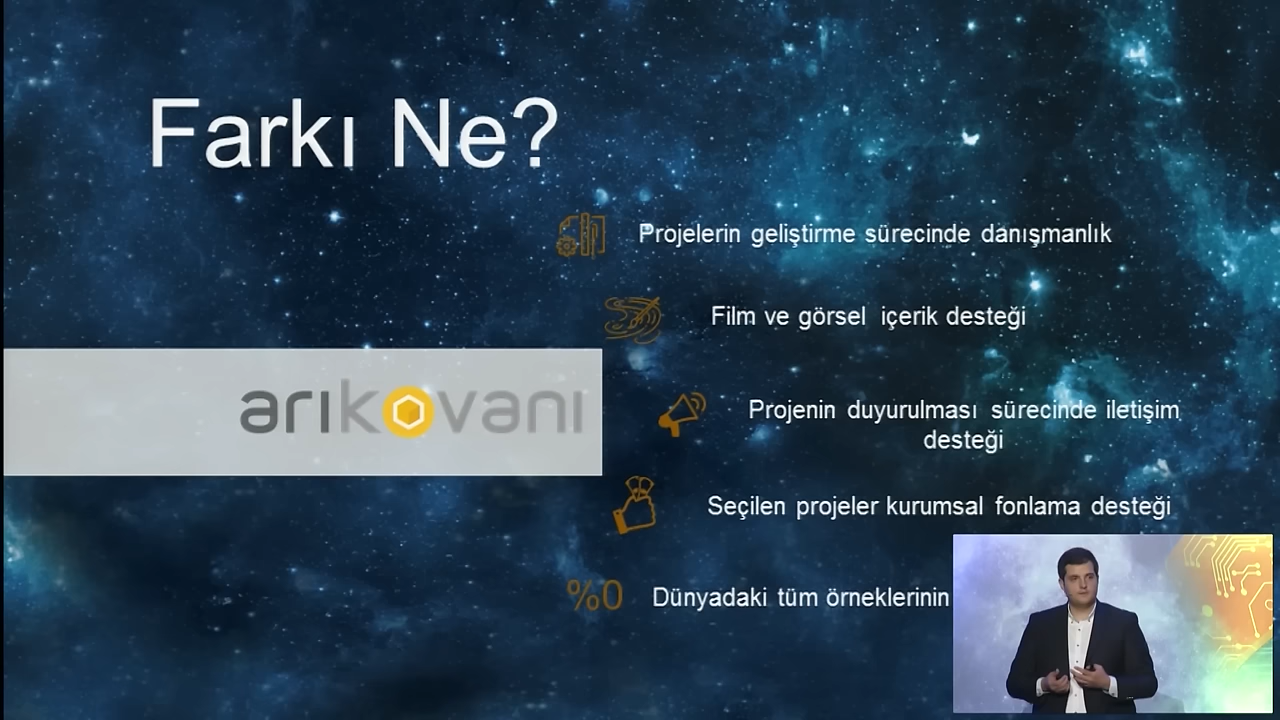 Farkı Ne?
Projelerin geliştirme sürecinde danışmanlık
Film ve görsel içerik desteği
arıkovanı
Projenin duyurulması sürecinde iletişim
desteği
Seçilen projeler kurumsal fonlama desteği
%0 Dünyadaki tüm örneklerinin